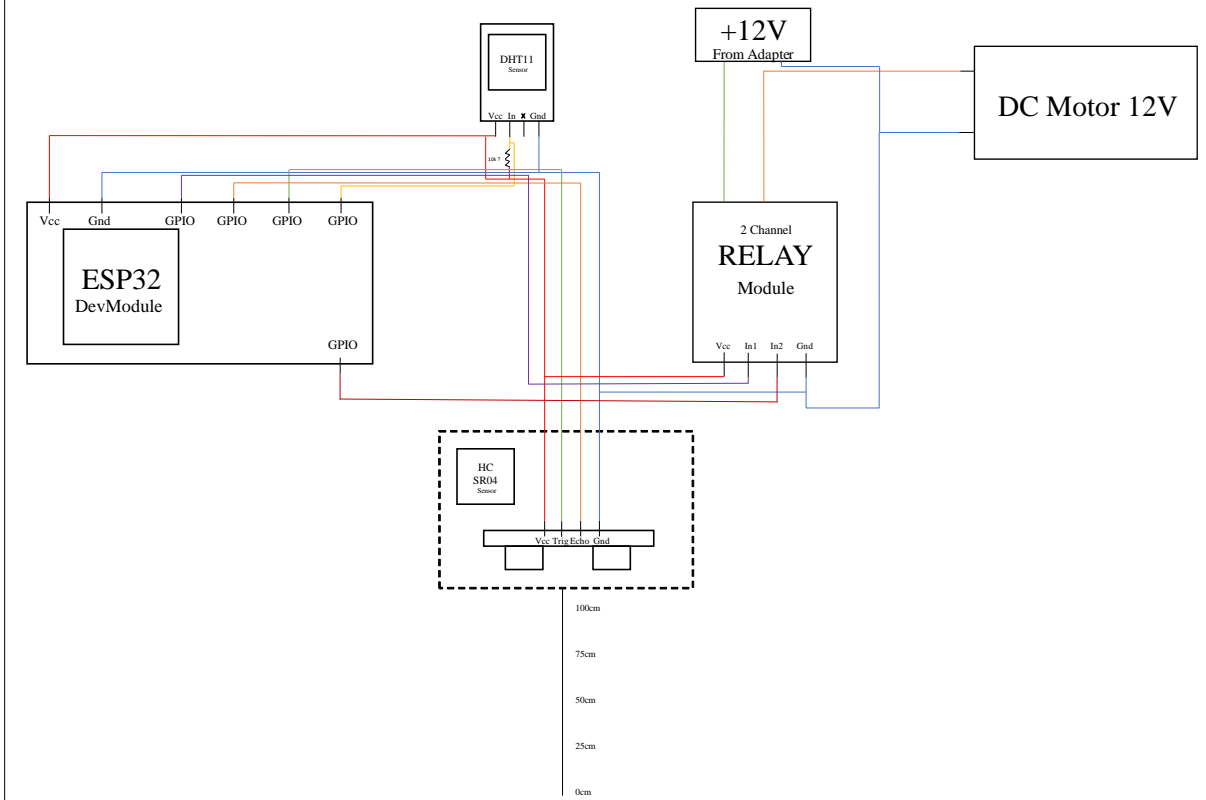 +12V
From Adapter
DHT11
Sensor
DC Motor 12V
Vcc In x Gnd
10k ?
Vcc Gnd GPIO GPIO GPIO GPIO
ESP32
DevModule
GPIO
2 Channel
RELAY
Module
Vcc In1 In2 Gnd
HC
SR04
Sensor
Vcc Trig Echo Gnd
100cm
75cm
50cm
25cm
0cm